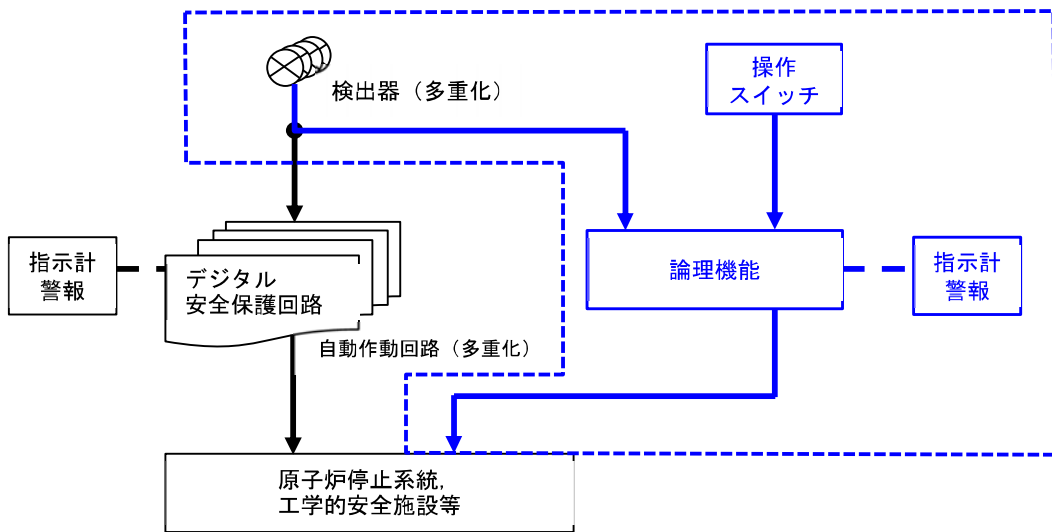 検出器（多重化）
操作
スイッチ
指示計
警報
デジタル
安全保護回路
論理機能
指示計
警報
自動作動回路（多重化）
原子炉停止系統，
工学的安全施設等